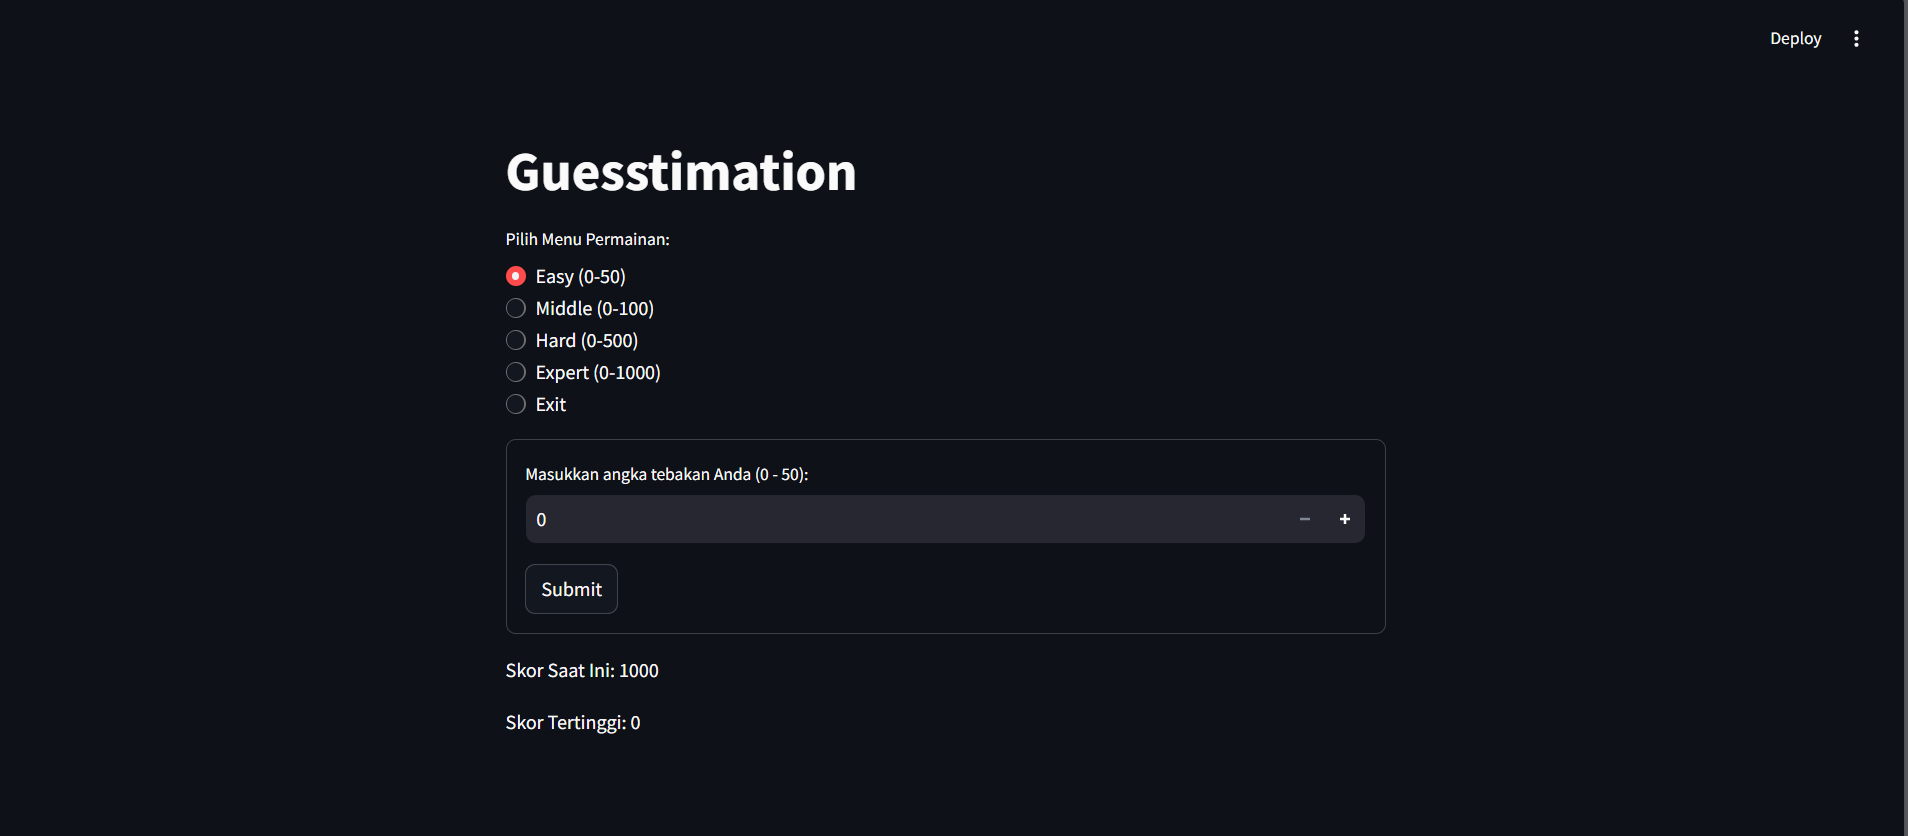 Deploy
Guesstimation
Pilih Menu Permainan:
Easy (0-50)
Middle (0-100)
Hard (0-500)
Expert (0-1000)
Exit
Masukkan angka tebakan Anda (0 - 50):
0
Submit
Skor Saat Ini: 1000
Skor Tertinggi: 0